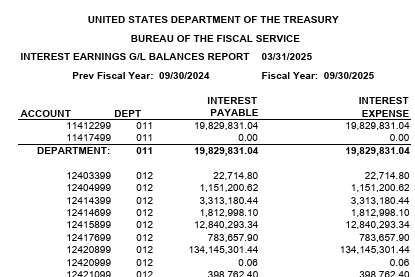 UNITED STATES DEPARTMENT OF THE TREASURY
BUREAU OF THE FISCAL SERVICE
INTEREST EARNINGS G/L BALANCES REPORT 03/31/2025
Prev Fiscal Year: 09/30/2024 Fiscal Year: 09/30/2025
INTEREST INTEREST
ACCOUNT DEPT PAYABLE EXPENSE
11412299 011 19,829,831.04 19,829,831.04
11417499 011 0.00 0.00
DEPARTMENT: 011 19,829,831.04 19,829,831.04
12403399 012 22,714.80 22,714.80
12404999 012 1,151,200.62 1,151,200.62
12414399 012 3,313,180.44 3,313,180.44
12414699 012 1,812,998.10 1,812,998.10
12415899 012 12,840,293.34 12,840,293.34
12417699 012 783,657.90 783,657.90
12420899 012 134,145,301.44 134,145,301.44
12420999 012 0.06 0.06
12421099 012 398,762.40 398,762.40